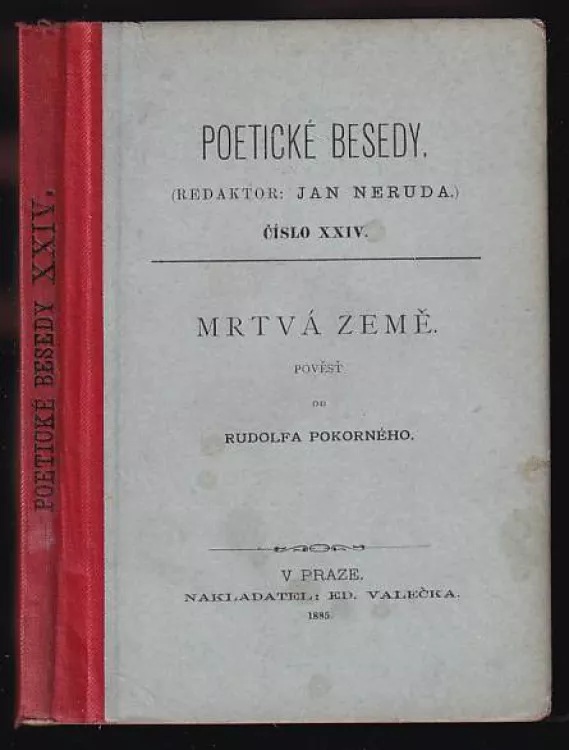 POETICKÉ BESEDY XXIV.
POETICKÉ BESEDY.
(REDAKTOR: JAN NERUDA.)
ČÍSLO XXIV.
MRTVÁ ZEMĚ.
POVĚSŤ
OD
RUDOLFA POKORNÉHO.
V PRAZE.
NAKLADATEL: ED. VALEČKA.
1885.